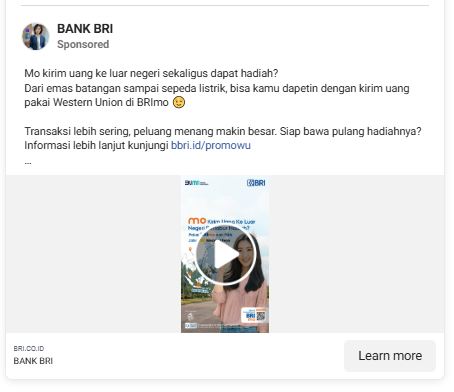 BANK BRI
Sponsored
Mo kirim uang ke luar negeri sekaligus dapat hadiah?
Dari emas batangan sampai sepeda listrik, bisa kamu dapetin dengan kirim uang
pakai Western Union di BRImo 😉
Transaksi lebih sering, peluang menang makin besar. Siap bawa pulang hadiahnya?
Informasi lebih lanjut kunjungi bbri.id/promowu
...
BRI
mo Kirim Uang Ke Luar
Negeri
BRI
BRI.CO.ID
BANK BRI
Learn more